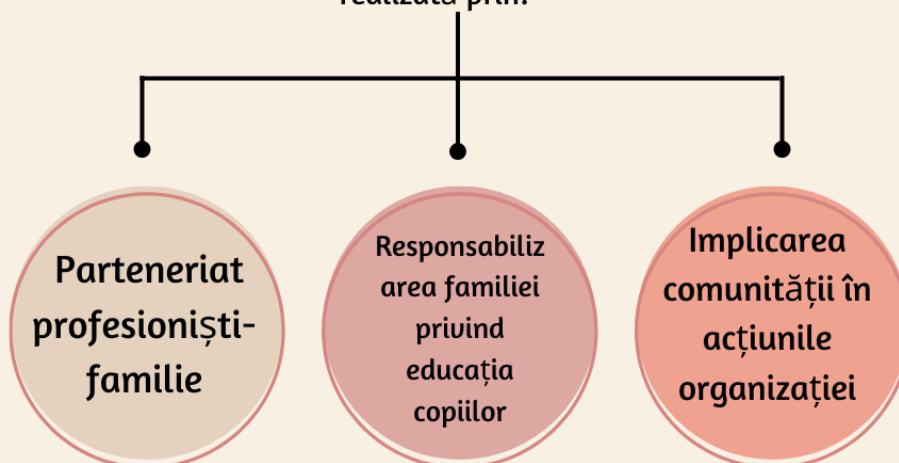 realizată prin:
Parteneriat
profesioniști-
familie
Responsabiliz
area familiei
privind
educația
copiilor
Implicarea
comunității în
acțiunile
organizației